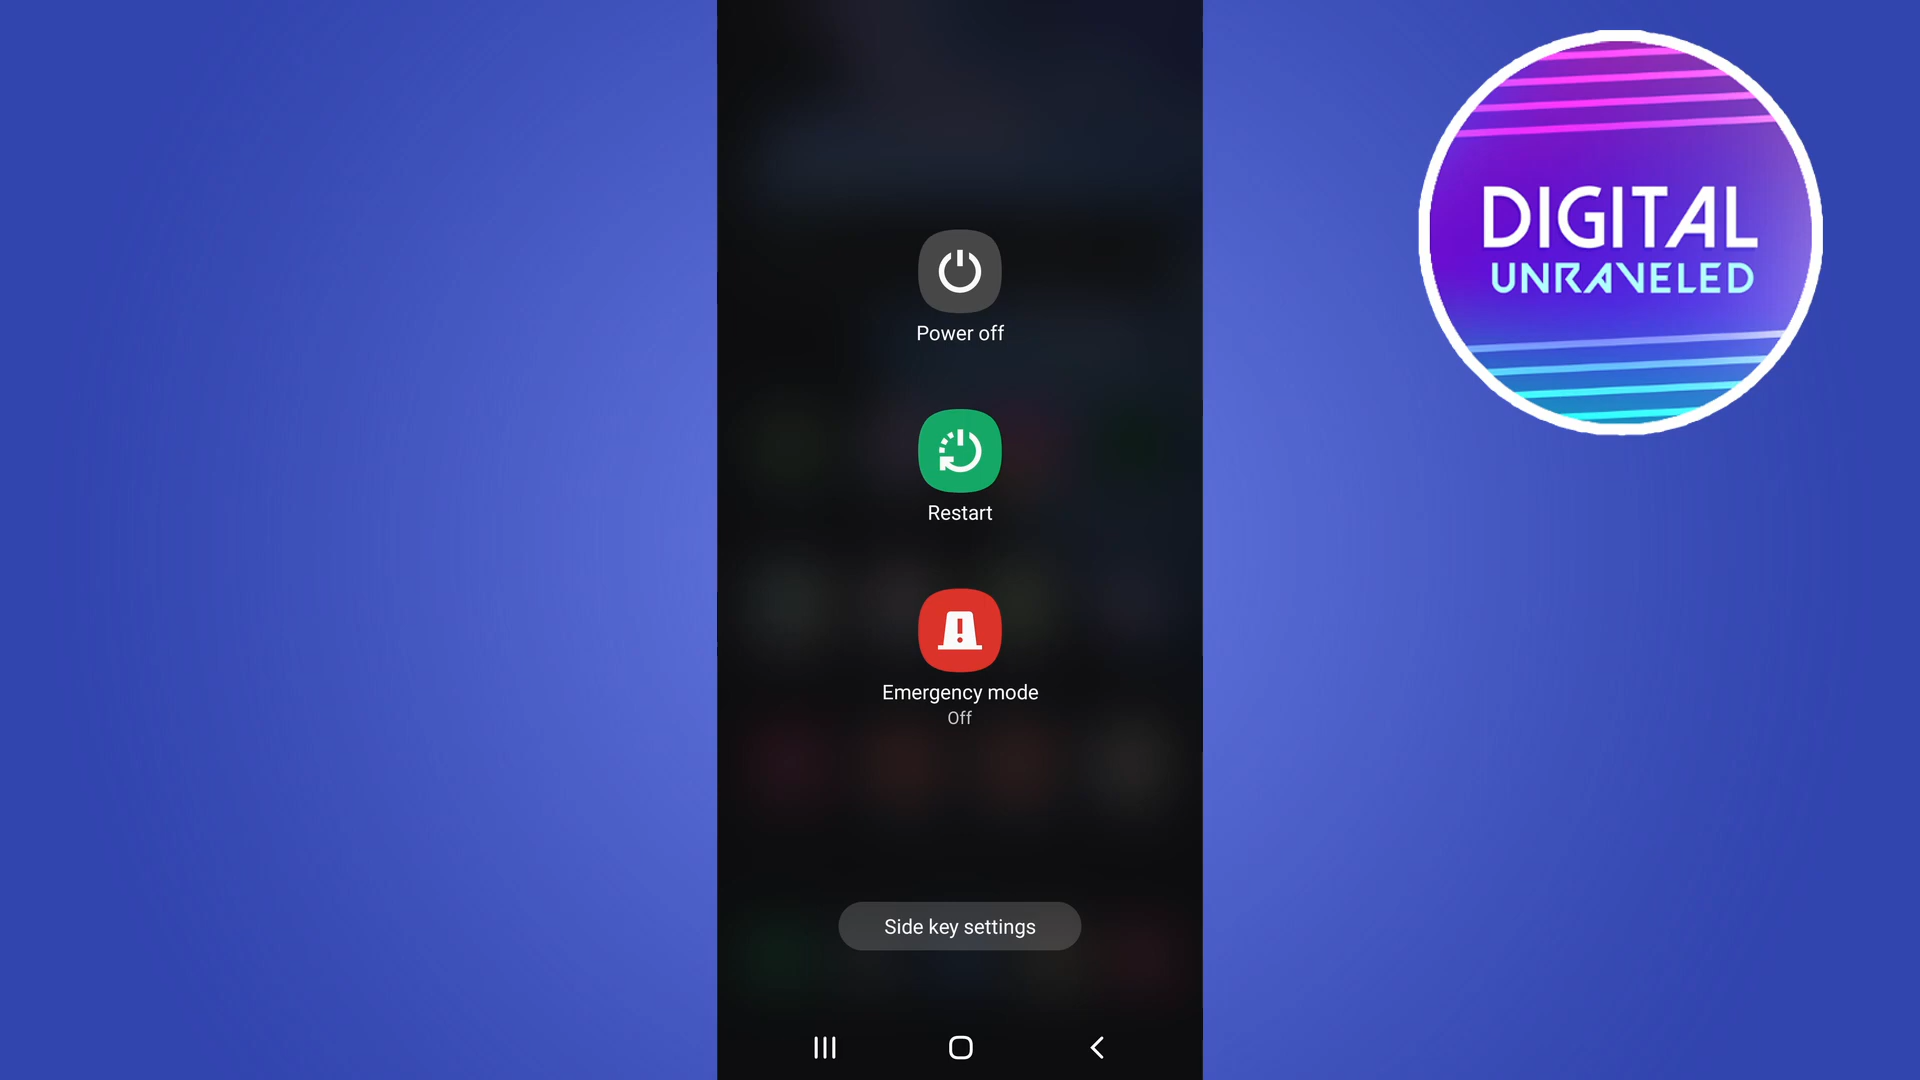 Power off
Restart
Emergency mode
Off
Side key settings
DIGITAL
UNRAVELED